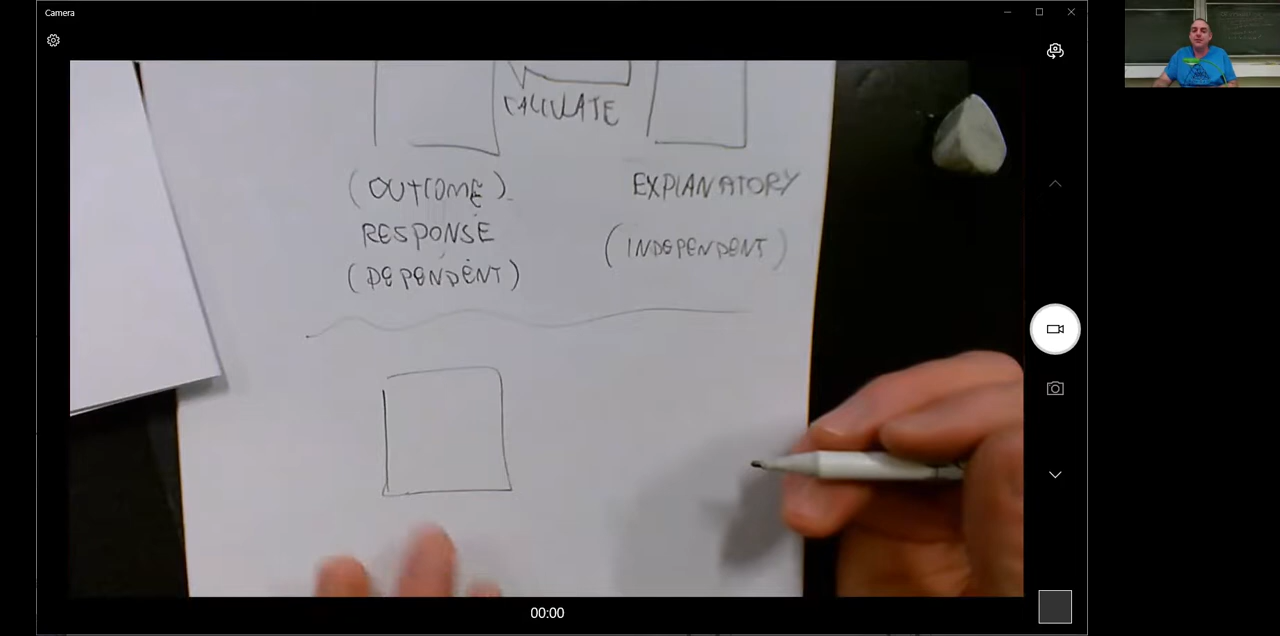 Camera
CALCULATE
(OUTCOME) EXPLANATORY
RESPONSE (INDEPENDENT)
(DEPENDENT)
00:00